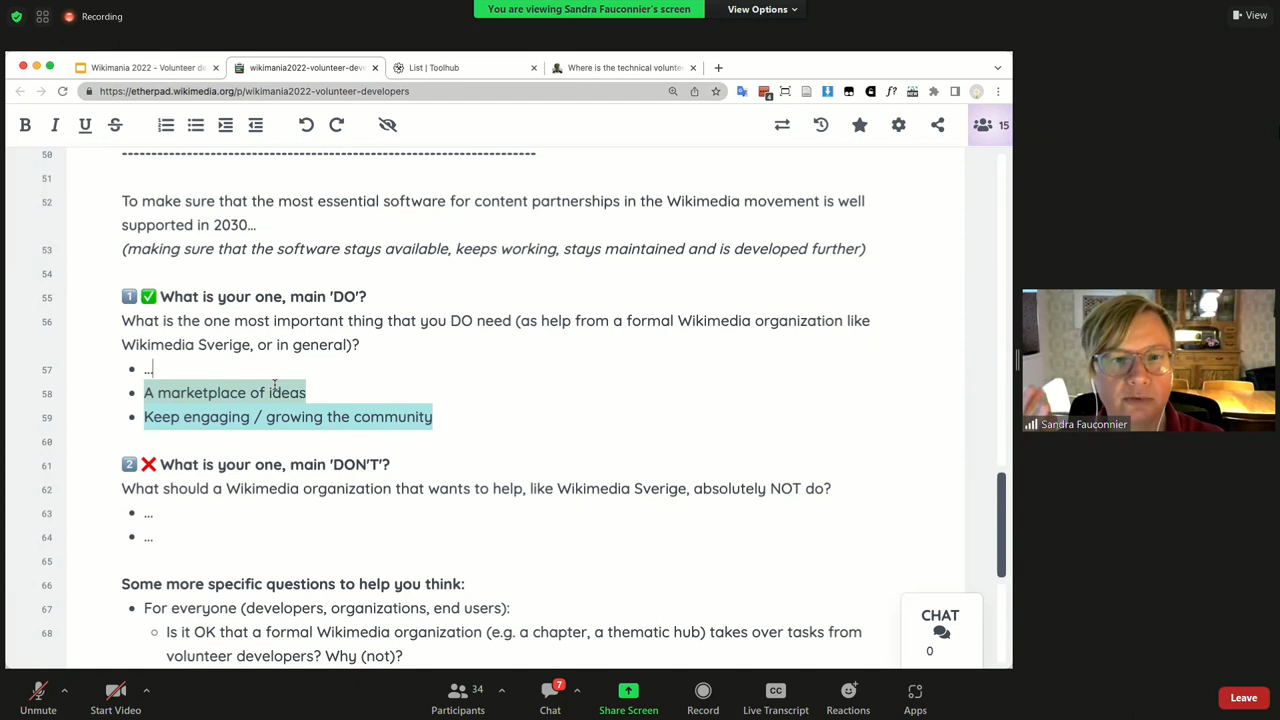 You are viewing Sandra Fauconnier's screen
View Options
Recording
View
Wikimania 2022 - Volunteer de
wikimania2022-volunteer-deve
List | Toolhub
Where is the technical volunte
https://etherpad.wikimedia.org/p/wikimania2022-volunteer-developers
15
50 ------------------------------------------------------------------
51
52 To make sure that the most essential software for content partnerships in the Wikimedia movement is well
supported in 2030…
53 (making sure that the software stays available, keeps working, stays maintained and is developed further)
54
55 1️⃣ ✅ What is your one, main 'DO'?
56 What is the one most important thing that you DO need (as help from a formal Wikimedia organization like
Wikimedia Sverige, or in general)?
57 • ...
58 • A marketplace of ideas
59 • Keep engaging / growing the community
60
61 2️⃣ ❌ What is your one, main 'DON'T'?
62 What should a Wikimedia organization that wants to help, like Wikimedia Sverige, absolutely NOT do?
63 • ...
64 • ...
65
66 Some more specific questions to help you think:
67 • For everyone (developers, organizations, end users):
68 ○ Is it OK that a formal Wikimedia organization (e.g. a chapter, a thematic hub) takes over tasks from
volunteer developers? Why (not)?
CHAT
0
Sandra Fauconnier
Unmute
Start Video
34
Participants
7
Chat
Share Screen
Record
CC
Live Transcript
Reactions
Apps
Leave